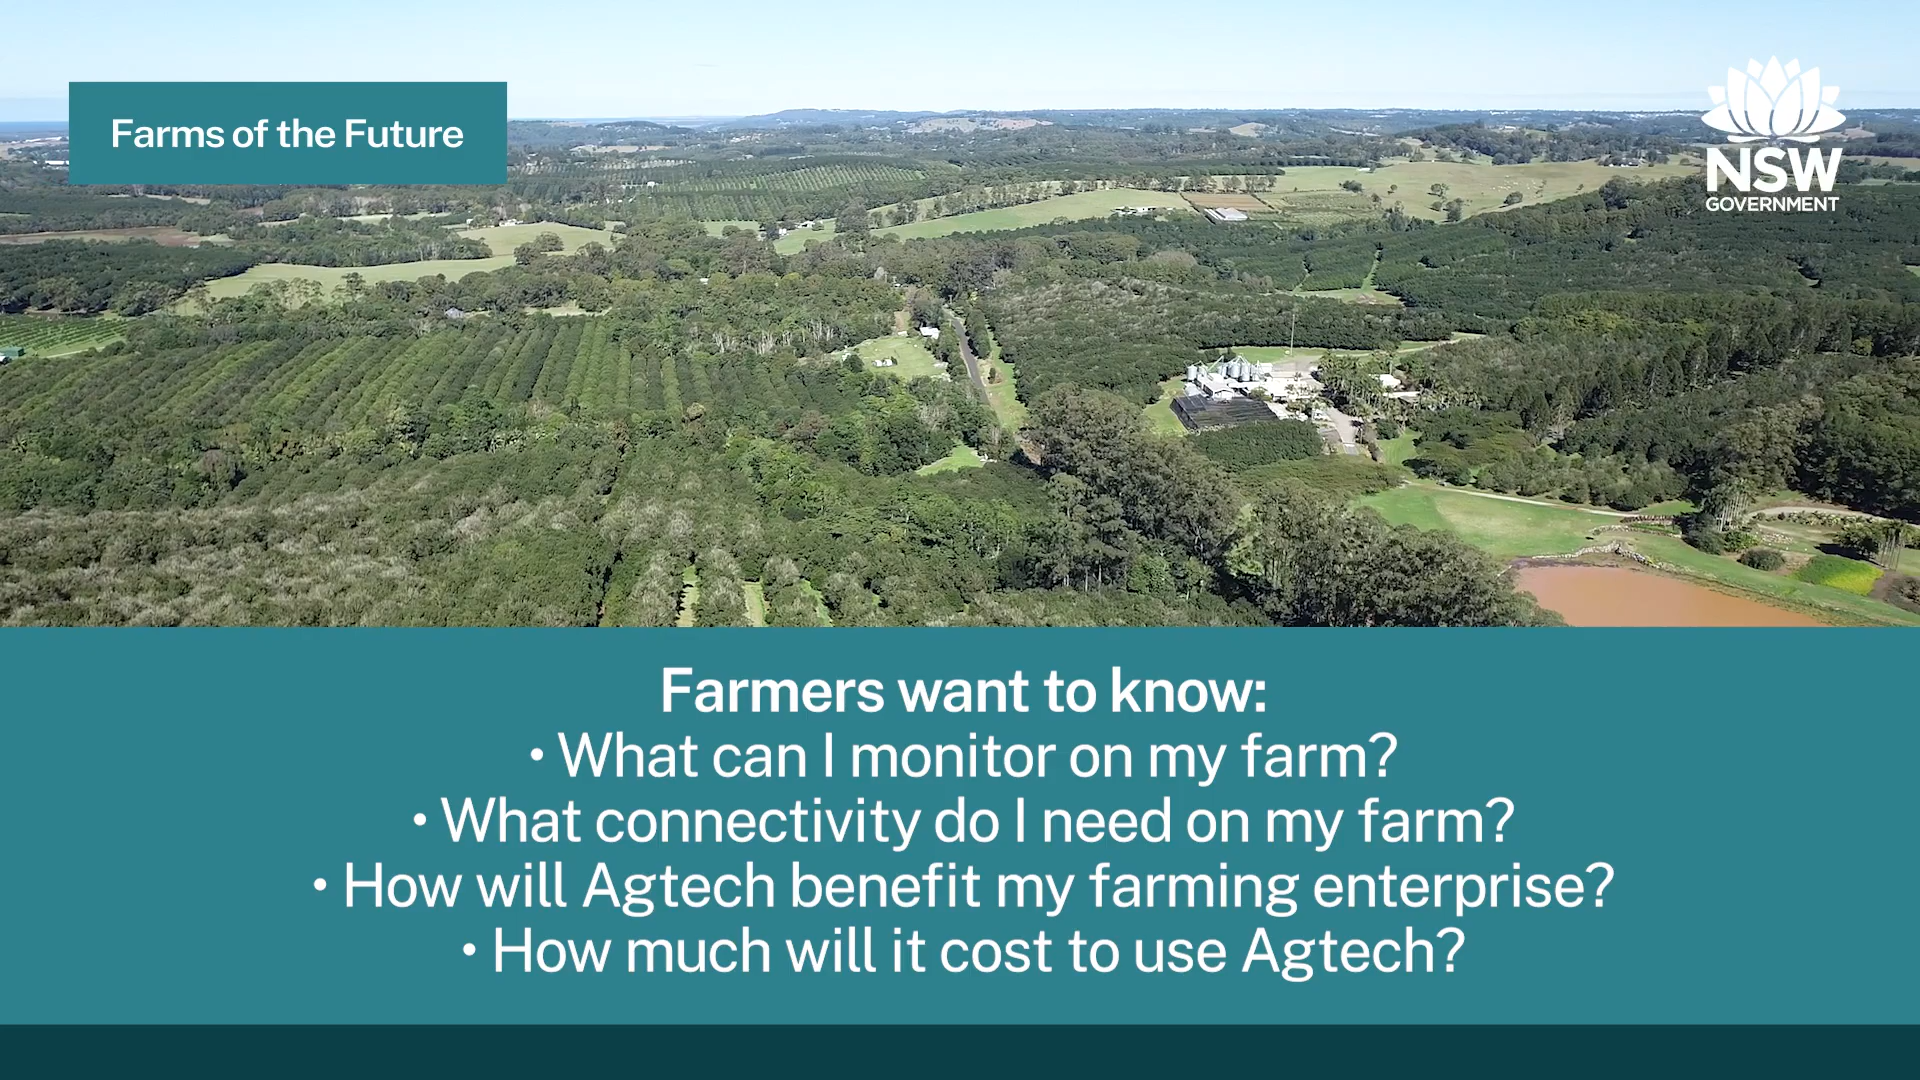 Farms of the Future
NSW
GOVERNMENT
Farmers want to know:
• What can I monitor on my farm?
• What connectivity do I need on my farm?
• How will Agtech benefit my farming enterprise?
• How much will it cost to use Agtech?